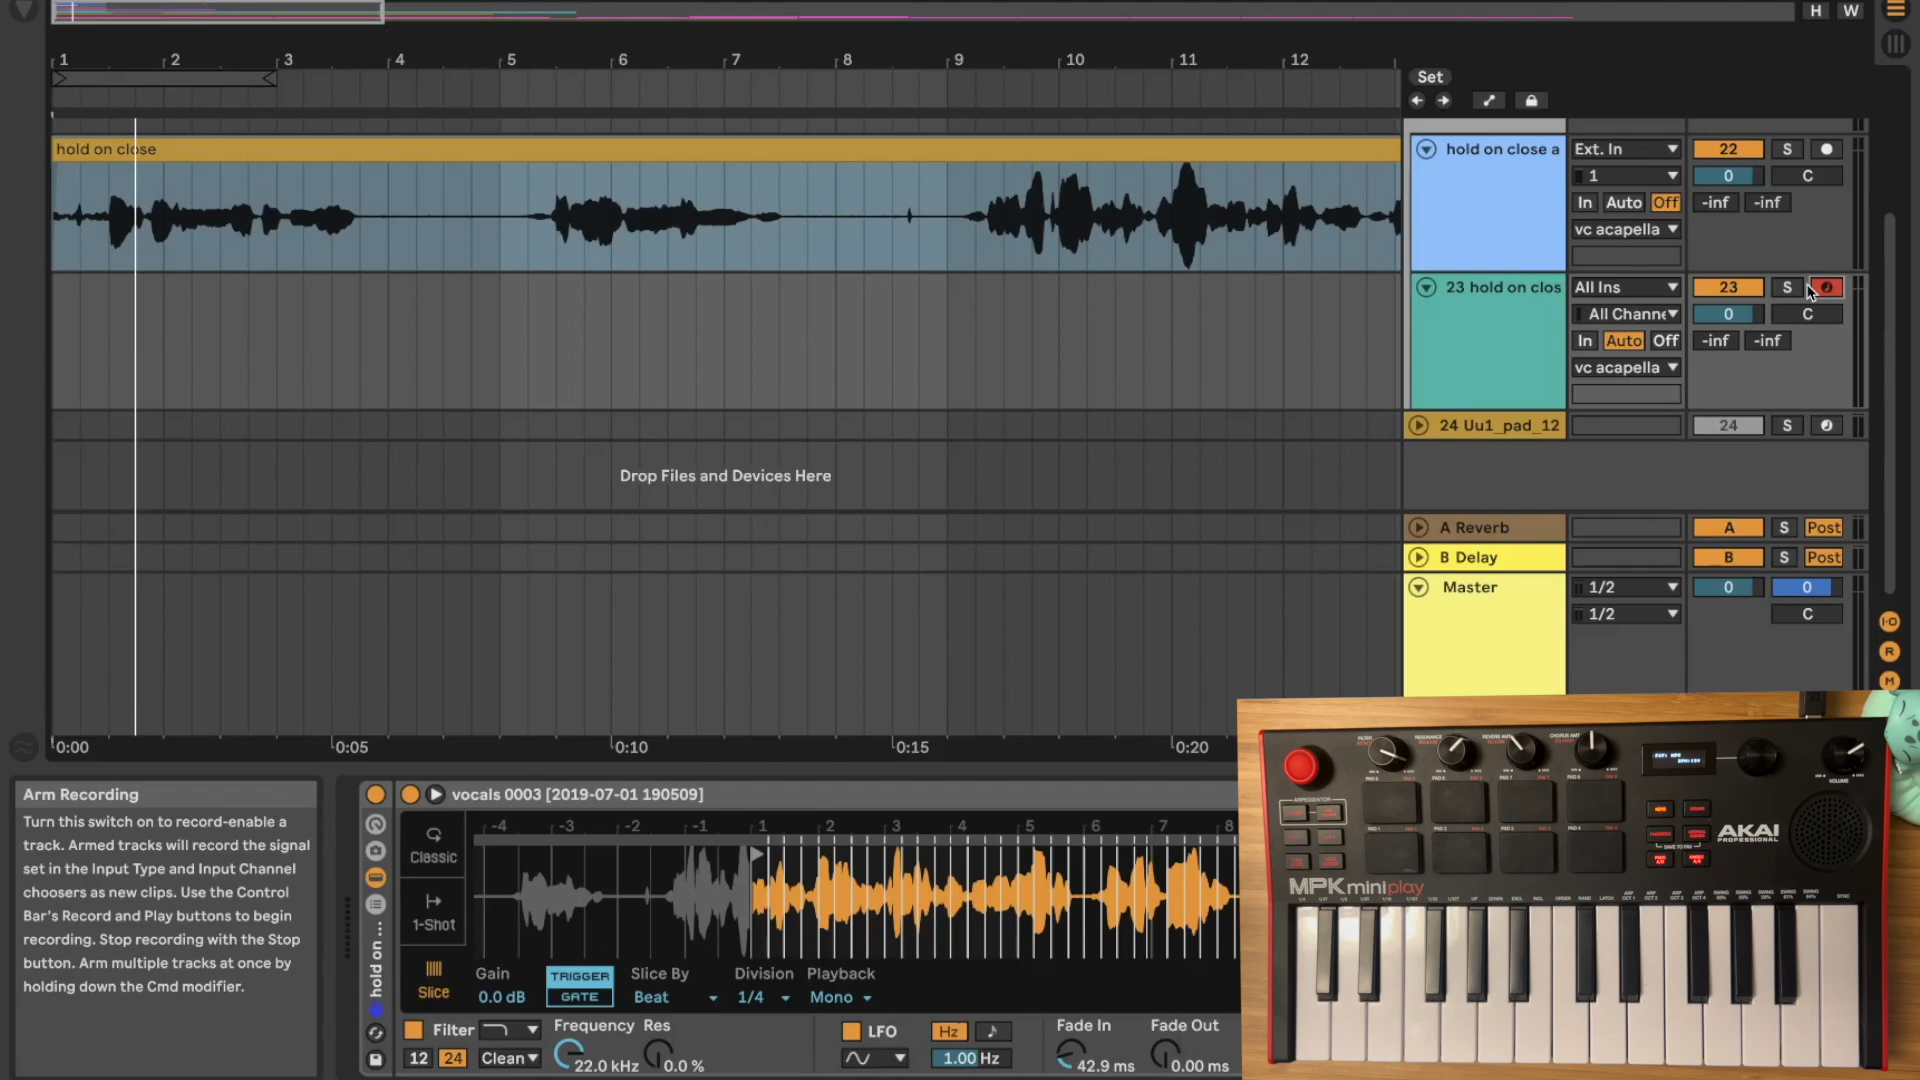 H W
1 2 3 4 5 6 7 8 9 10 11 12
Set
hold on close
hold on close a Ext. In 22 S
1 0 C
In Auto Off -inf -inf
vc acapella
23 hold on clos All Ins 23 S
All Channe 0 C
In Auto Off -inf -inf
vc acapella
24 Uu1_pad_12 24 S
Drop Files and Devices Here
A Reverb A S Post
B Delay B S Post
Master 1/2 0 0
1/2 C
I·O
R
M
0:00 0:05 0:10 0:15 0:20
Arm Recording
Turn this switch on to record-enable a
track. Armed tracks will record the signal
set in the Input Type and Input Channel
choosers as new clips. Use the Control
Bar's Record and Play buttons to begin
recording. Stop recording with the Stop
button. Arm multiple tracks at once by
holding down the Cmd modifier.
hold on ...
vocals 0003 [2019-07-01 190509]
-4 -3 -2 -1 1 2 3 4 5 6 7 8
Classic
1-Shot
Slice
Gain TRIGGER Slice By Division Playback
0.0 dB GATE Beat 1/4 Mono
Filter Frequency Res LFO Hz Fade In Fade Out
12 24 Clean 22.0 kHz 0.0 % 1.00 Hz 42.9 ms 0.00 ms
VOLUME
AKAI
PROFESSIONAL
MPK miniplay